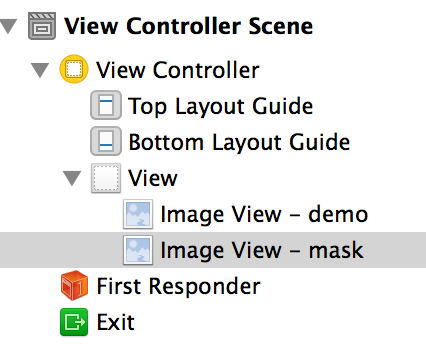 View Controller Scene
View Controller
Top Layout Guide
Bottom Layout Guide
View
Image View – demo
Image View – mask
First Responder
Exit